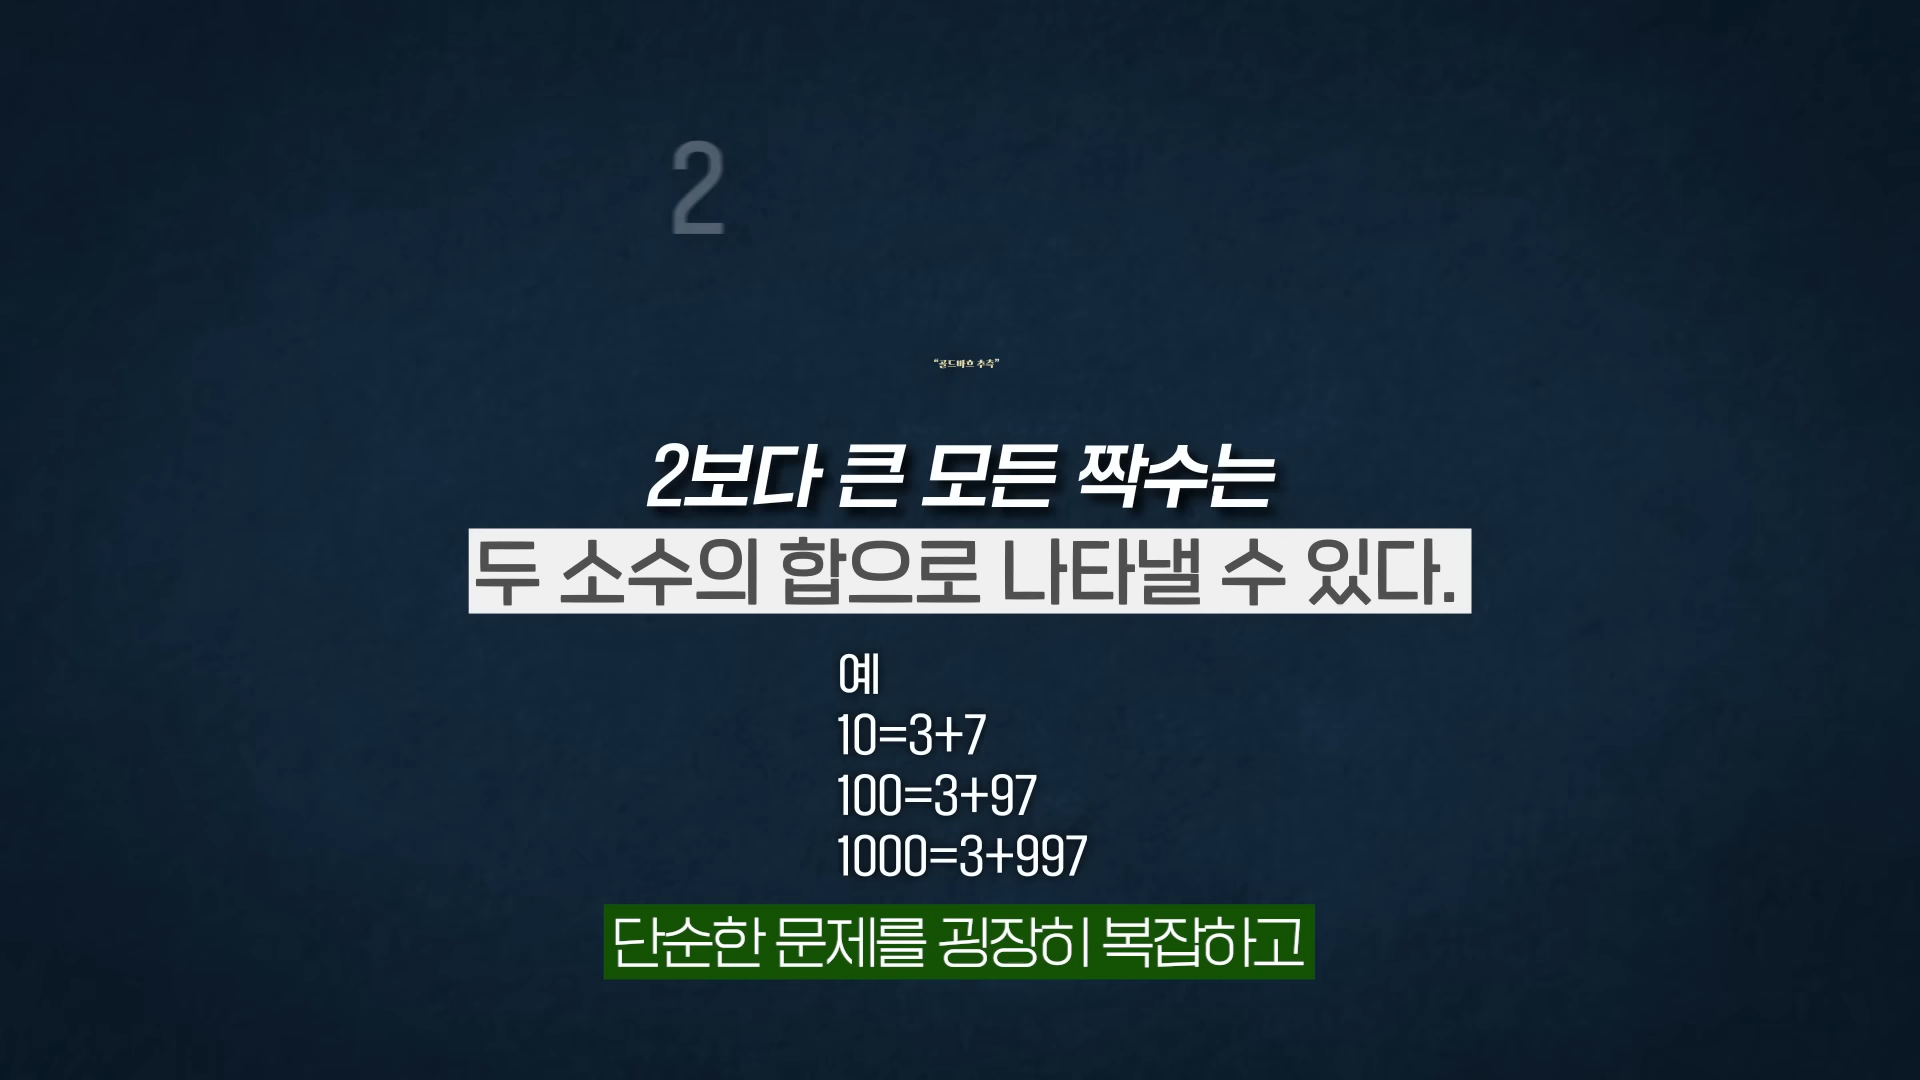 2
“골드바흐 추측”
2보다 큰 모든 짝수는
두 소수의 합으로 나타낼 수 있다.
예
10=3+7
100=3+97
1000=3+997
단순한 문제를 굉장히 복잡하고